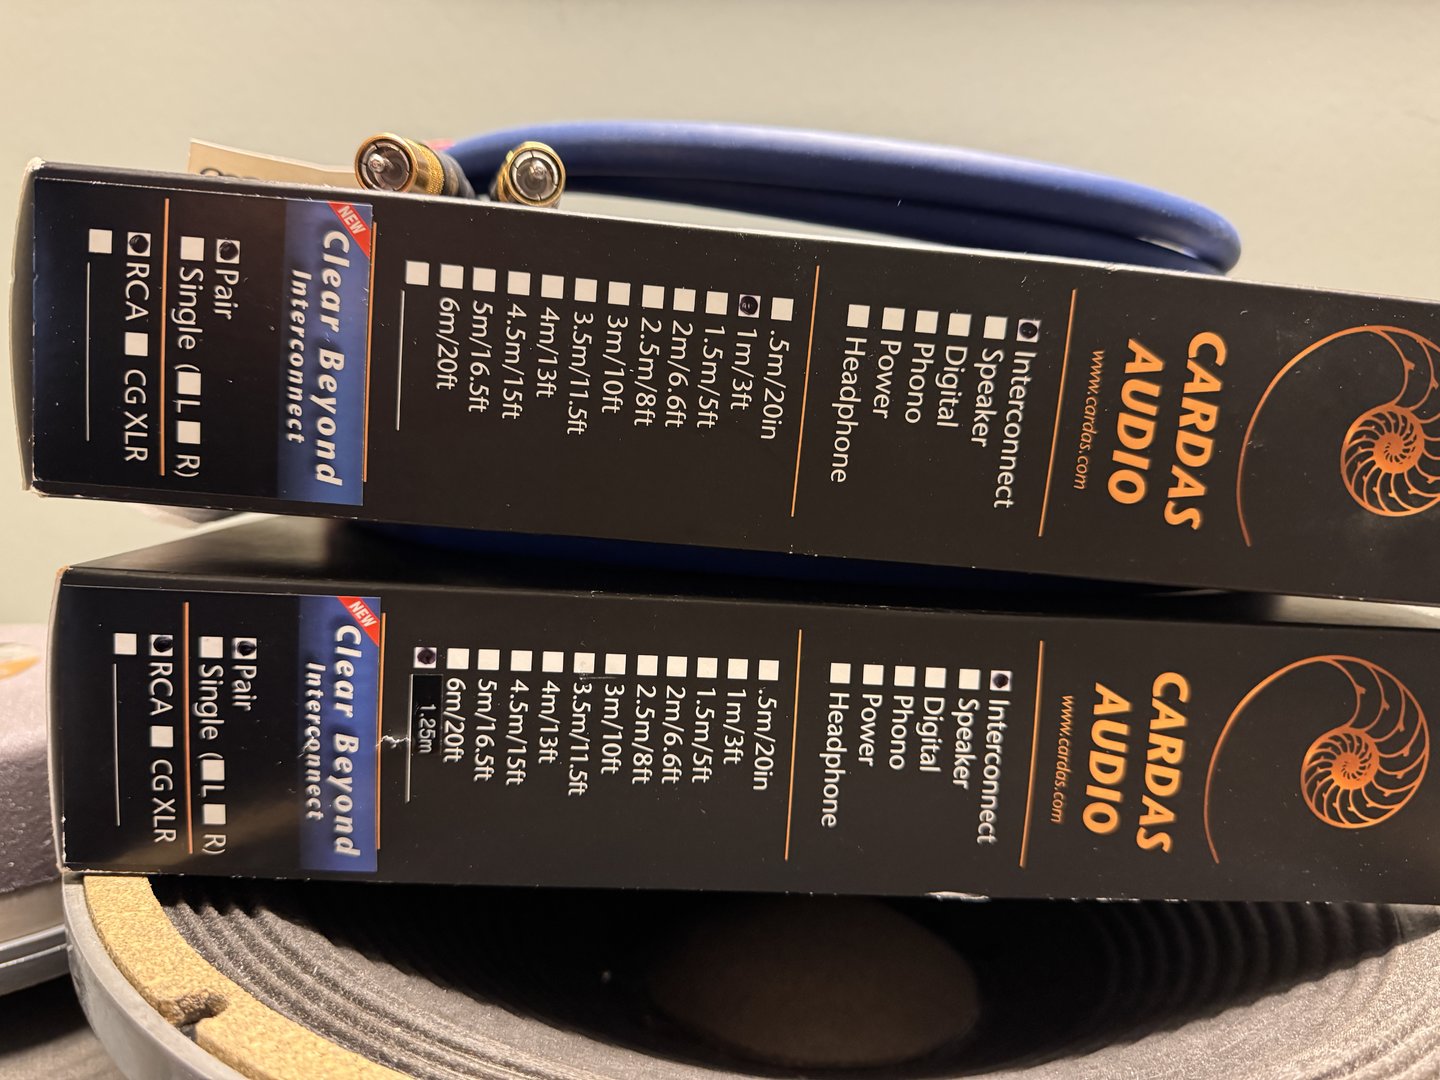 CARDAS
AUDIO
www.cardas.com
Interconnect
Speaker
Digital
Phono
Power
Headphone
.5m/20in
1m/3ft
1.5m/5ft
2m/6.6ft
2.5m/8ft
3m/10ft
3.5m/11.5ft
4m/13ft
4.5m/15ft
5m/16.5ft
6m/20ft
NEW
Clear Beyond
Interconnect
Pair
Single (L R)
RCA CG XLR
CARDAS
AUDIO
www.cardas.com
Interconnect
Speaker
Digital
Phono
Power
Headphone
.5m/20in
1m/3ft
1.5m/5ft
2m/6.6ft
2.5m/8ft
3m/10ft
3.5m/11.5ft
4m/13ft
4.5m/15ft
5m/16.5ft
6m/20ft
1.25m
NEW
Clear Beyond
Interconnect
Pair
Single (L R)
RCA CG XLR